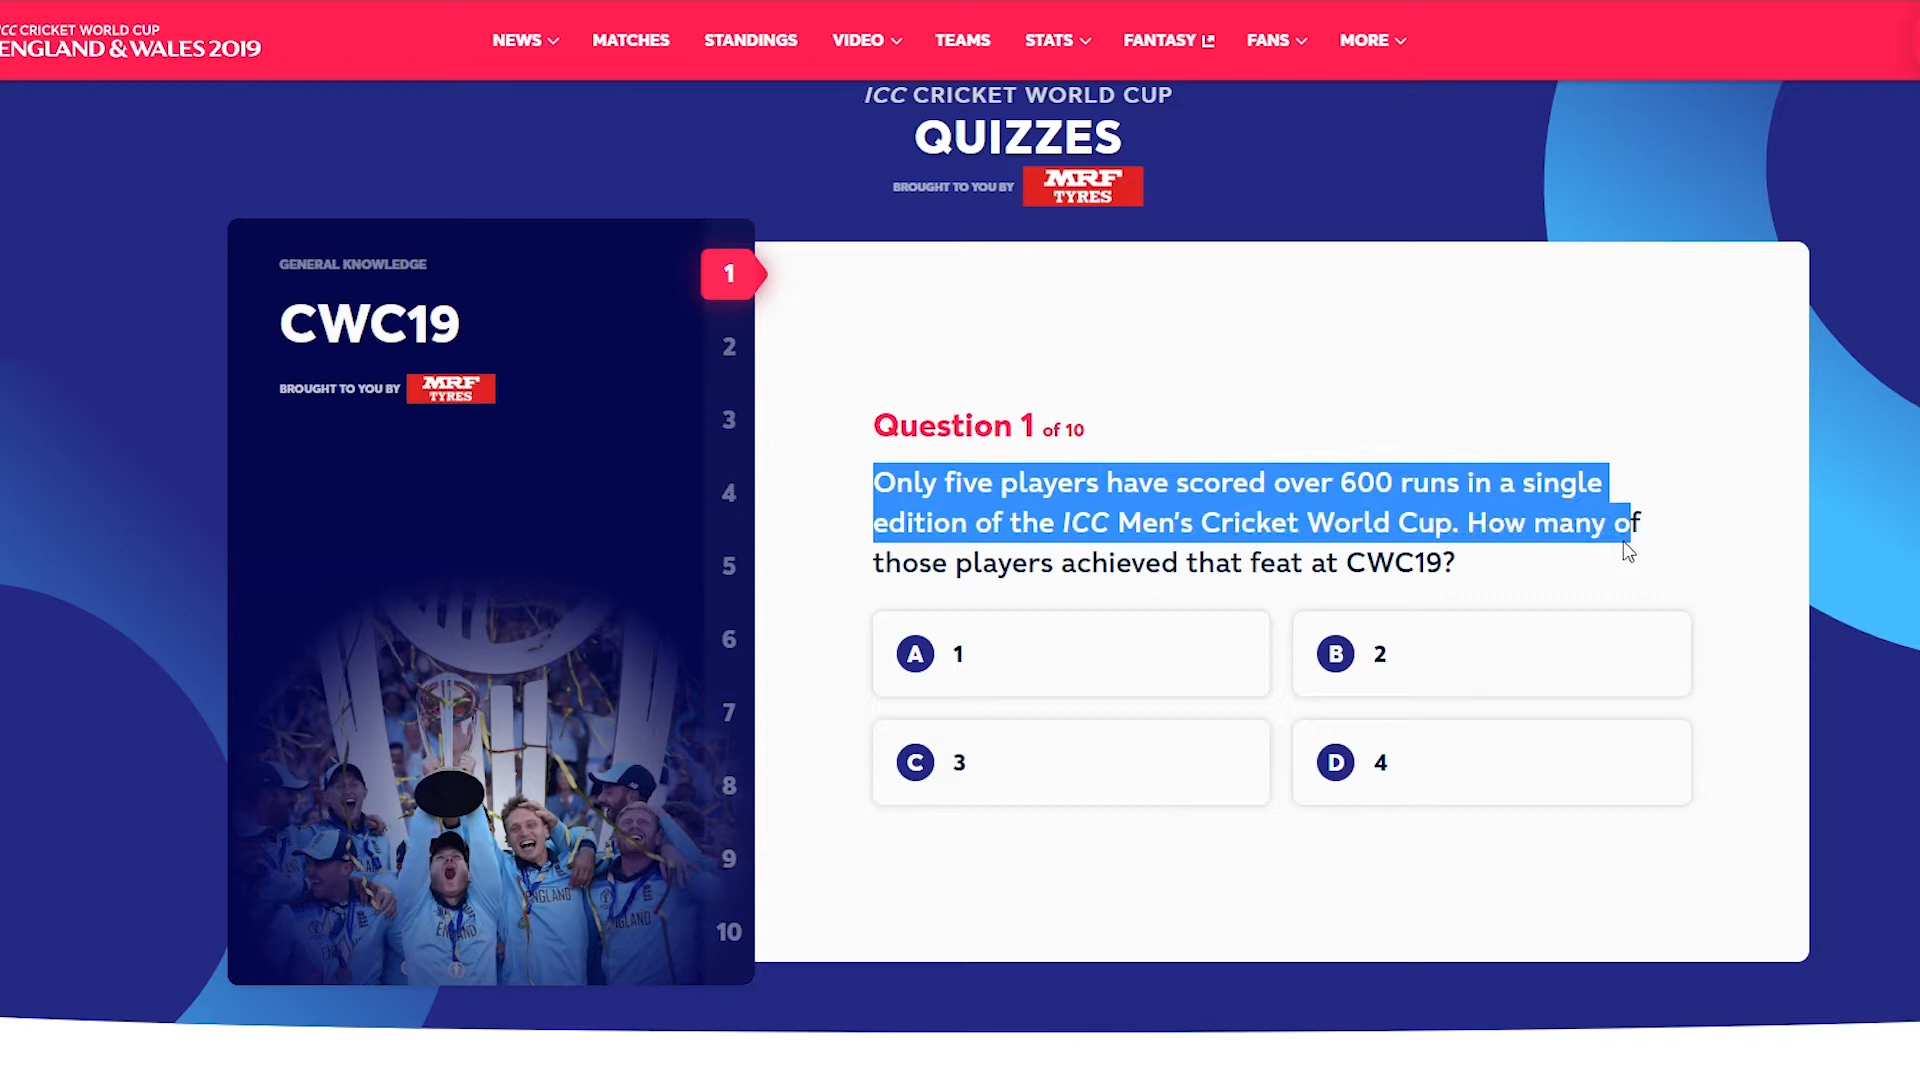 ICC CRICKET WORLD CUP
ENGLAND & WALES 2019
NEWS MATCHES STANDINGS VIDEO TEAMS STATS FANTASY FANS MORE
ICC CRICKET WORLD CUP
QUIZZES
BROUGHT TO YOU BY MRF TYRES
GENERAL KNOWLEDGE
CWC19
BROUGHT TO YOU BY MRF TYRES
1
2
3
4
5
6
7
8
9
10
Question 1 of 10
Only five players have scored over 600 runs in a single
edition of the ICC Men's Cricket World Cup. How many of
those players achieved that feat at CWC19?
A 1
B 2
C 3
D 4
ENGLAND
ENGLAND